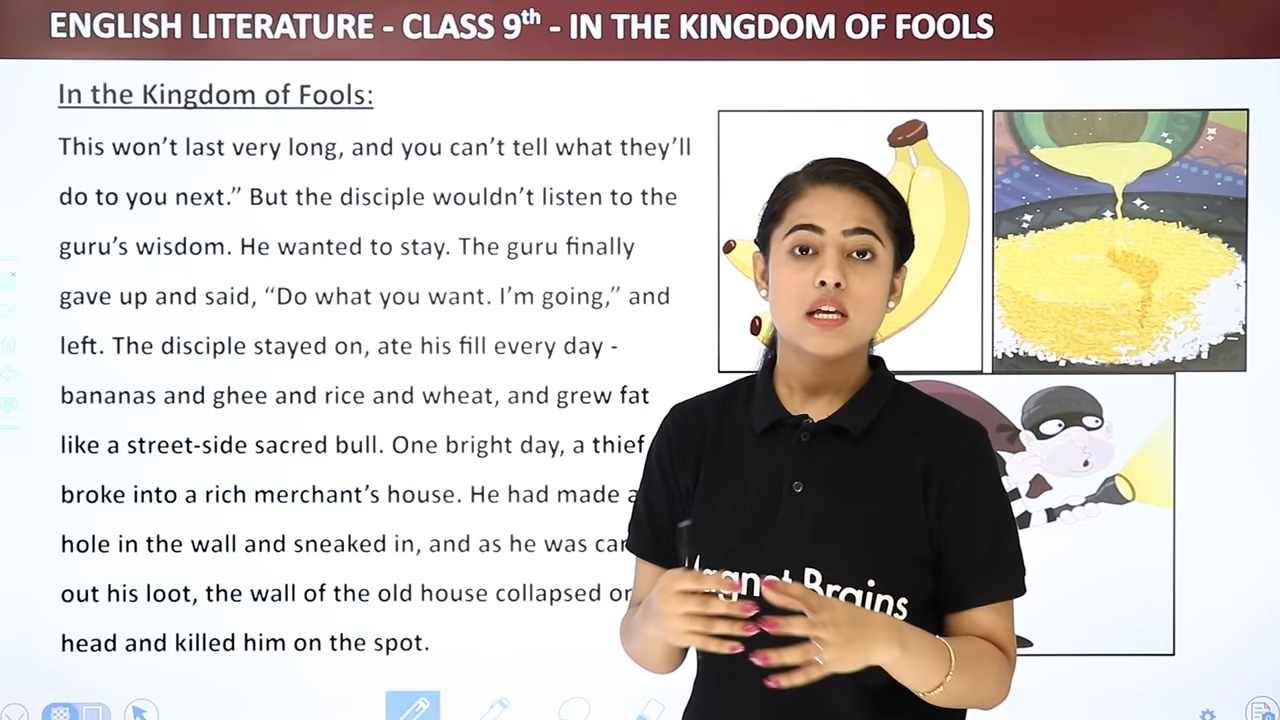 ENGLISH LITERATURE - CLASS 9th - IN THE KINGDOM OF FOOLS
In the Kingdom of Fools:
This won’t last very long, and you can’t tell what they’ll
do to you next.” But the disciple wouldn’t listen to the
guru’s wisdom. He wanted to stay. The guru finally
gave up and said, “Do what you want. I’m going,” and
left. The disciple stayed on, ate his fill every day -
bananas and ghee and rice and wheat, and grew fat
like a street-side sacred bull. One bright day, a thief
broke into a rich merchant’s house. He had made a
hole in the wall and sneaked in, and as he was
out his loot, the wall of the old house collapsed
head and killed him on the spot.
Magnet Brains